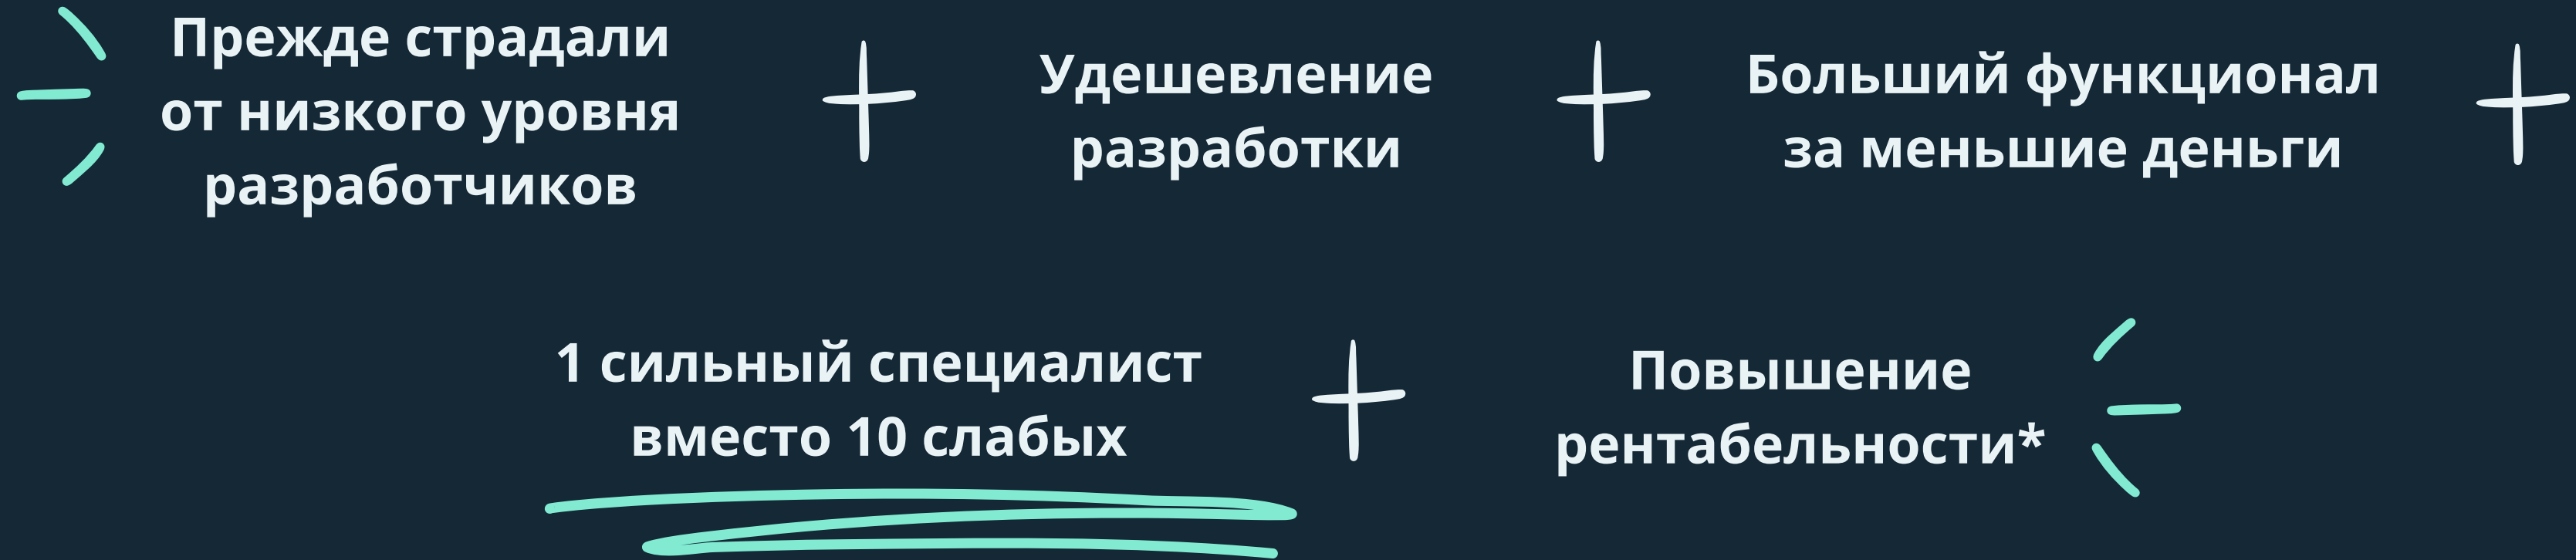 Прежде страдали
от низкого уровня
разработчиков
+
Удешевление
разработки
+
Больший функционал
за меньшие деньги
+
1 сильный специалист
вместо 10 слабых
+
Повышение
рентабельности*